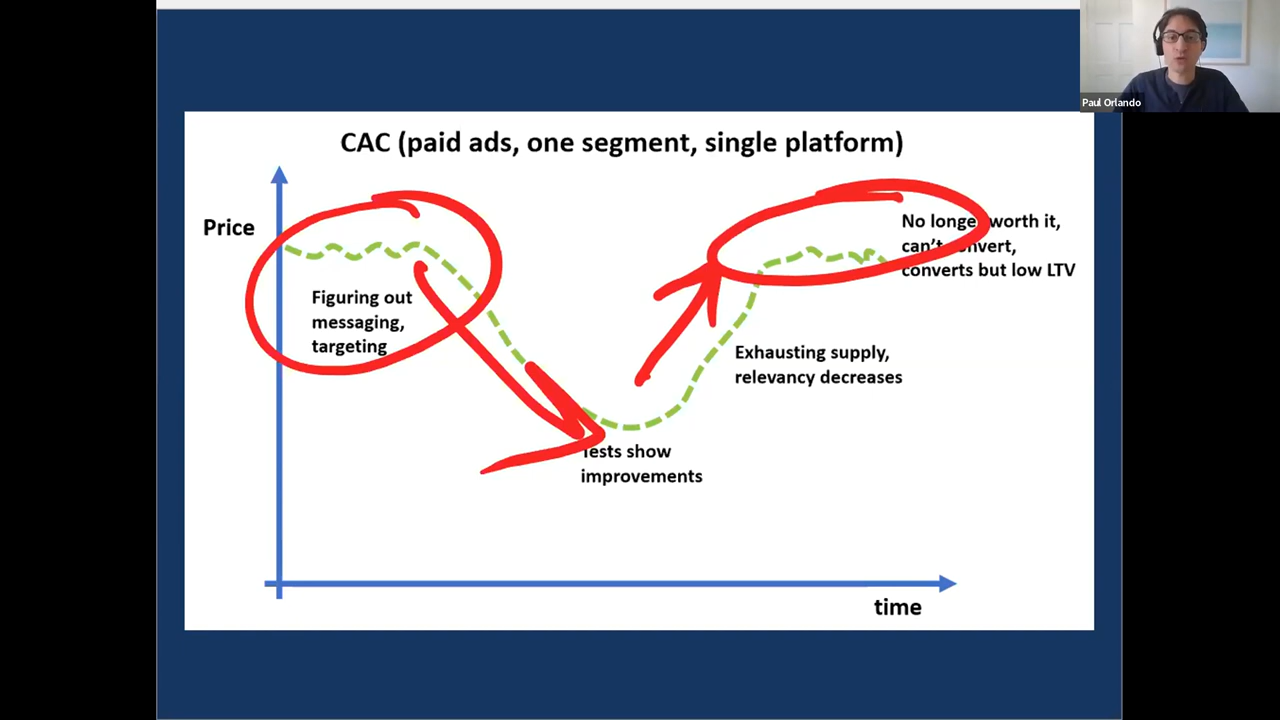 Paul Orlando
CAC (paid ads, one segment, single platform)
Price
No longer worth it,
can't convert,
converts but low LTV
Figuring out
messaging,
targeting
Exhausting supply,
relevancy decreases
Tests show
improvements
time